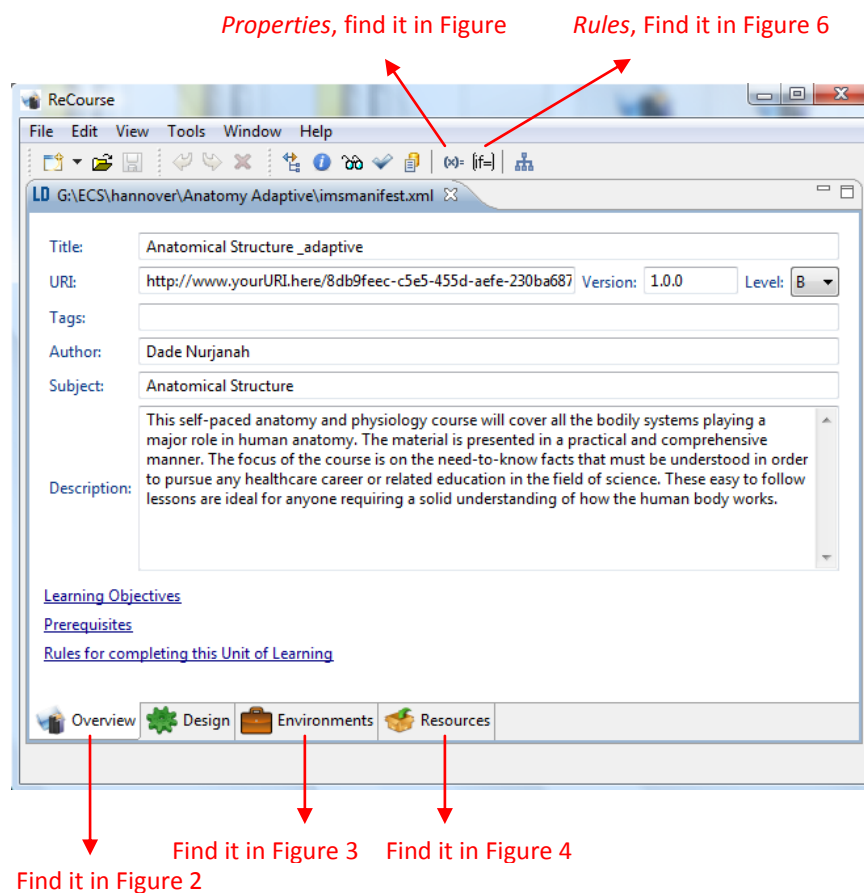 Properties, find it in Figure
Rules, Find it in Figure 6
ReCourse
File Edit View Tools Window Help
(x)= {if=}
LD G:\ECS\hannover\Anatomy Adaptive\imsmanifest.xml
Title: Anatomical Structure _adaptive
URI: http://www.yourURI.here/8db9feec-c5e5-455d-aefe-230ba687 Version: 1.0.0 Level: B
Tags:
Author: Dade Nurjanah
Subject: Anatomical Structure
This self-paced anatomy and physiology course will cover all the bodily systems playing a
major role in human anatomy. The material is presented in a practical and comprehensive
manner. The focus of the course is on the need-to-know facts that must be understood in order
Description: to pursue any healthcare career or related education in the field of science. These easy to follow
lessons are ideal for anyone requiring a solid understanding of how the human body works.
Learning Objectives
Prerequisites
Rules for completing this Unit of Learning
Overview Design Environments Resources
Find it in Figure 3 Find it in Figure 4
Find it in Figure 2